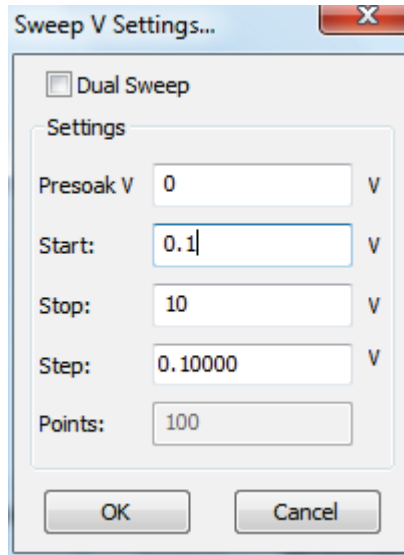 Sweep V Settings...
Dual Sweep
Settings
Presoak V 0 V
Start: 0.1 V
Stop: 10 V
Step: 0.10000 V
Points: 100
OK Cancel